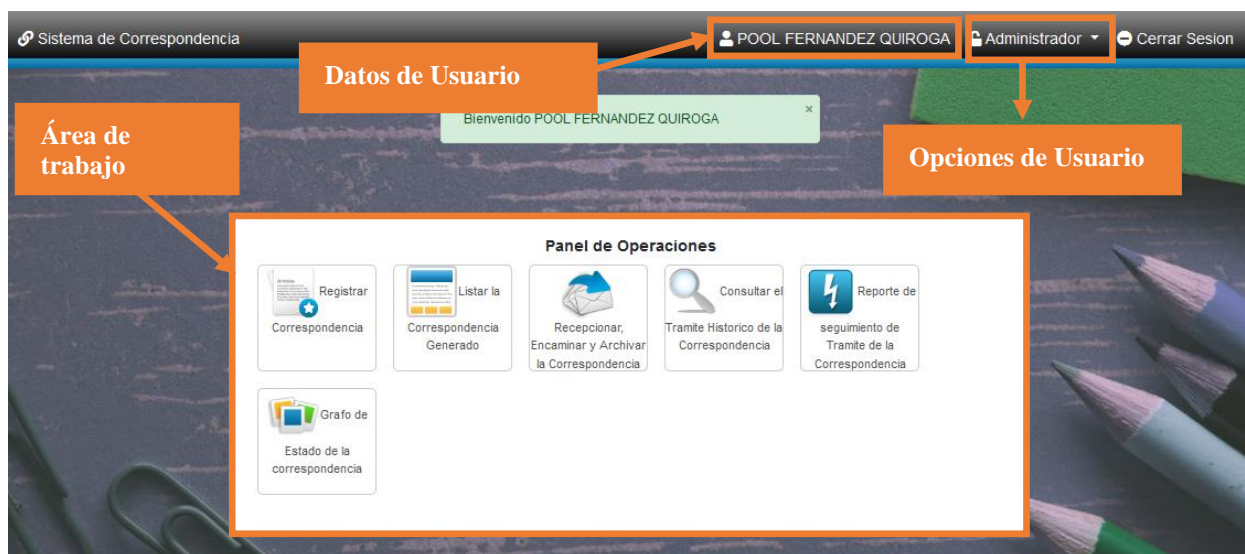 Sistema de Correspondencia
POOL FERNANDEZ QUIROGA
Administrador
Cerrar Sesion
Datos de Usuario
Bienvenido POOL FERNANDEZ QUIROGA
×
Área de
trabajo
Opciones de Usuario
Panel de Operaciones
Registrar
Correspondencia
Listar la
Correspondencia
Generado
Recepcionar,
Encaminar y Archivar
la Correspondencia
Consultar el
Tramite Historico de la
Correspondencia
Reporte de
seguimiento de
Tramite de la
Correspondencia
Grafo de
Estado de la
correspondencia